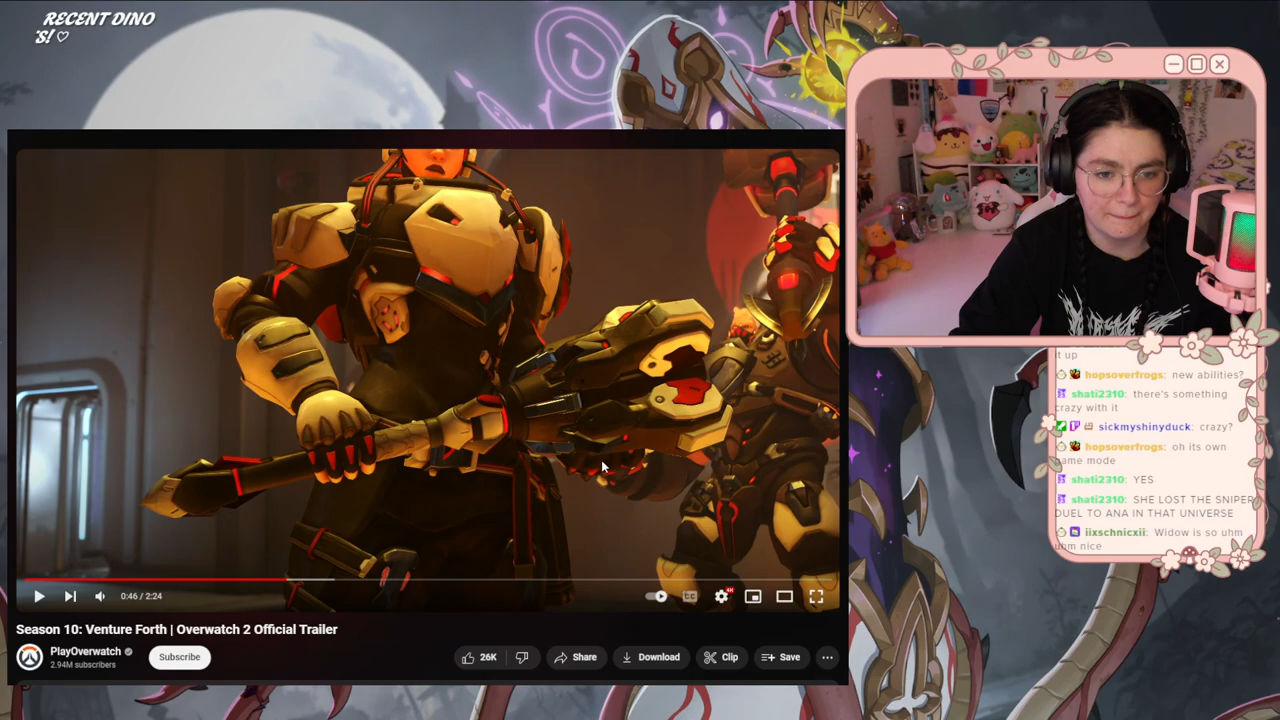 RECENT DINO
'S! ♡
0:46 / 2:24
Season 10: Venture Forth | Overwatch 2 Official Trailer
PlayOverwatch
2.94M subscribers
Subscribe
26K
Share
Download
Clip
Save
it up
hopsoverfrogs: new abilities?
shati2310: there's something
crazy with it
sickmyshinyduck: crazy?
hopsoverfrogs: oh its own
game mode
shati2310: YES
shati2310: SHE LOST THE SNIPER
DUEL TO ANA IN THAT UNIVERSE
iixschnicxii: Widow is so uhm
uhm nice